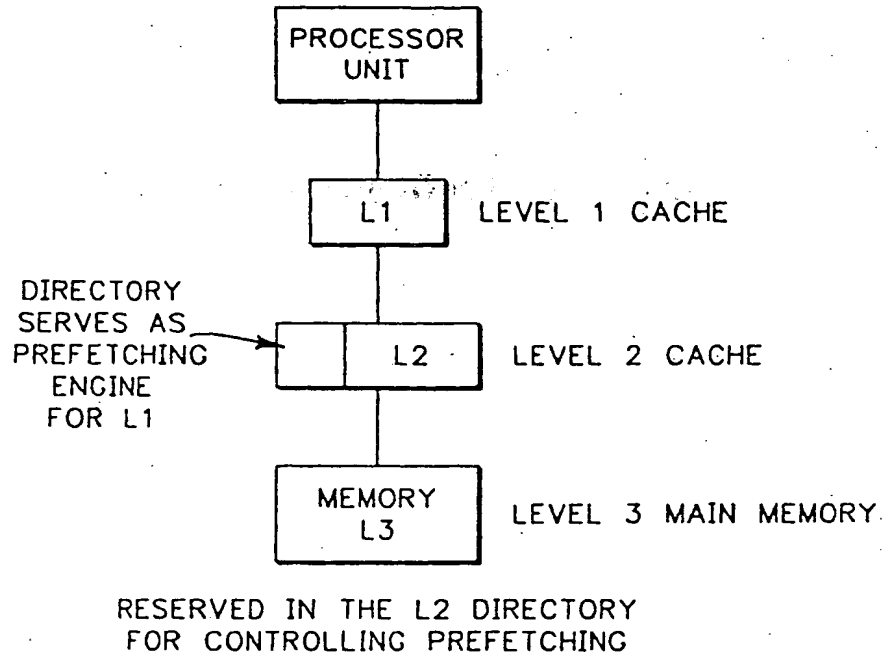 PROCESSOR
UNIT
L1
LEVEL 1 CACHE
DIRECTORY
SERVES AS
PREFETCHING
ENGINE
FOR L1
L2
LEVEL 2 CACHE
MEMORY
L3
LEVEL 3 MAIN MEMORY
RESERVED IN THE L2 DIRECTORY
FOR CONTROLLING PREFETCHING